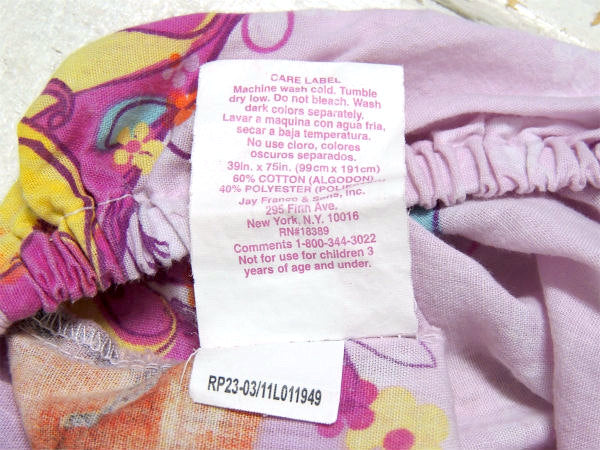 CARE LABEL
Machine wash cold. Tumble
dry low. Do not bleach. Wash
dark colors separately.
Lavar a maquina con agua fria,
secar a baja temperatura.
No use cloro, colores
oscuros separados.
39in. x 75in. (99cm x 191cm)
60% COTTON (ALGODON)
40% POLYESTER
Jay Franco & Sons, Inc.
295 Fifth Ave.
New York, N.Y. 10016
RN#18389
Comments 1-800-344-3022
Not for use for children 3
years of age and under.
RP23-03/11L011949